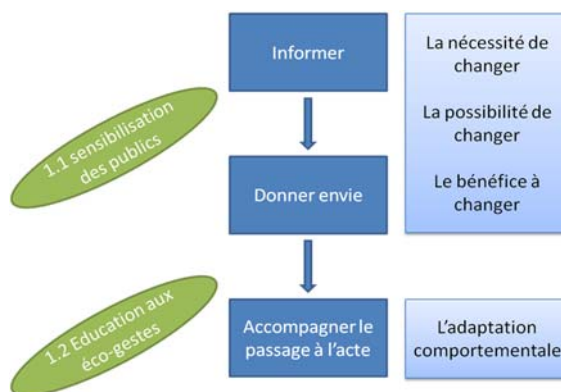 Informer
La nécessité de
changer
La possibilité de
changer
Le bénéfice à
changer
1.1 sensibilisation
des publics
Donner envie
1.2 Education aux
éco-gestes
Accompagner le
passage à l'acte
L'adaptation
comportementale